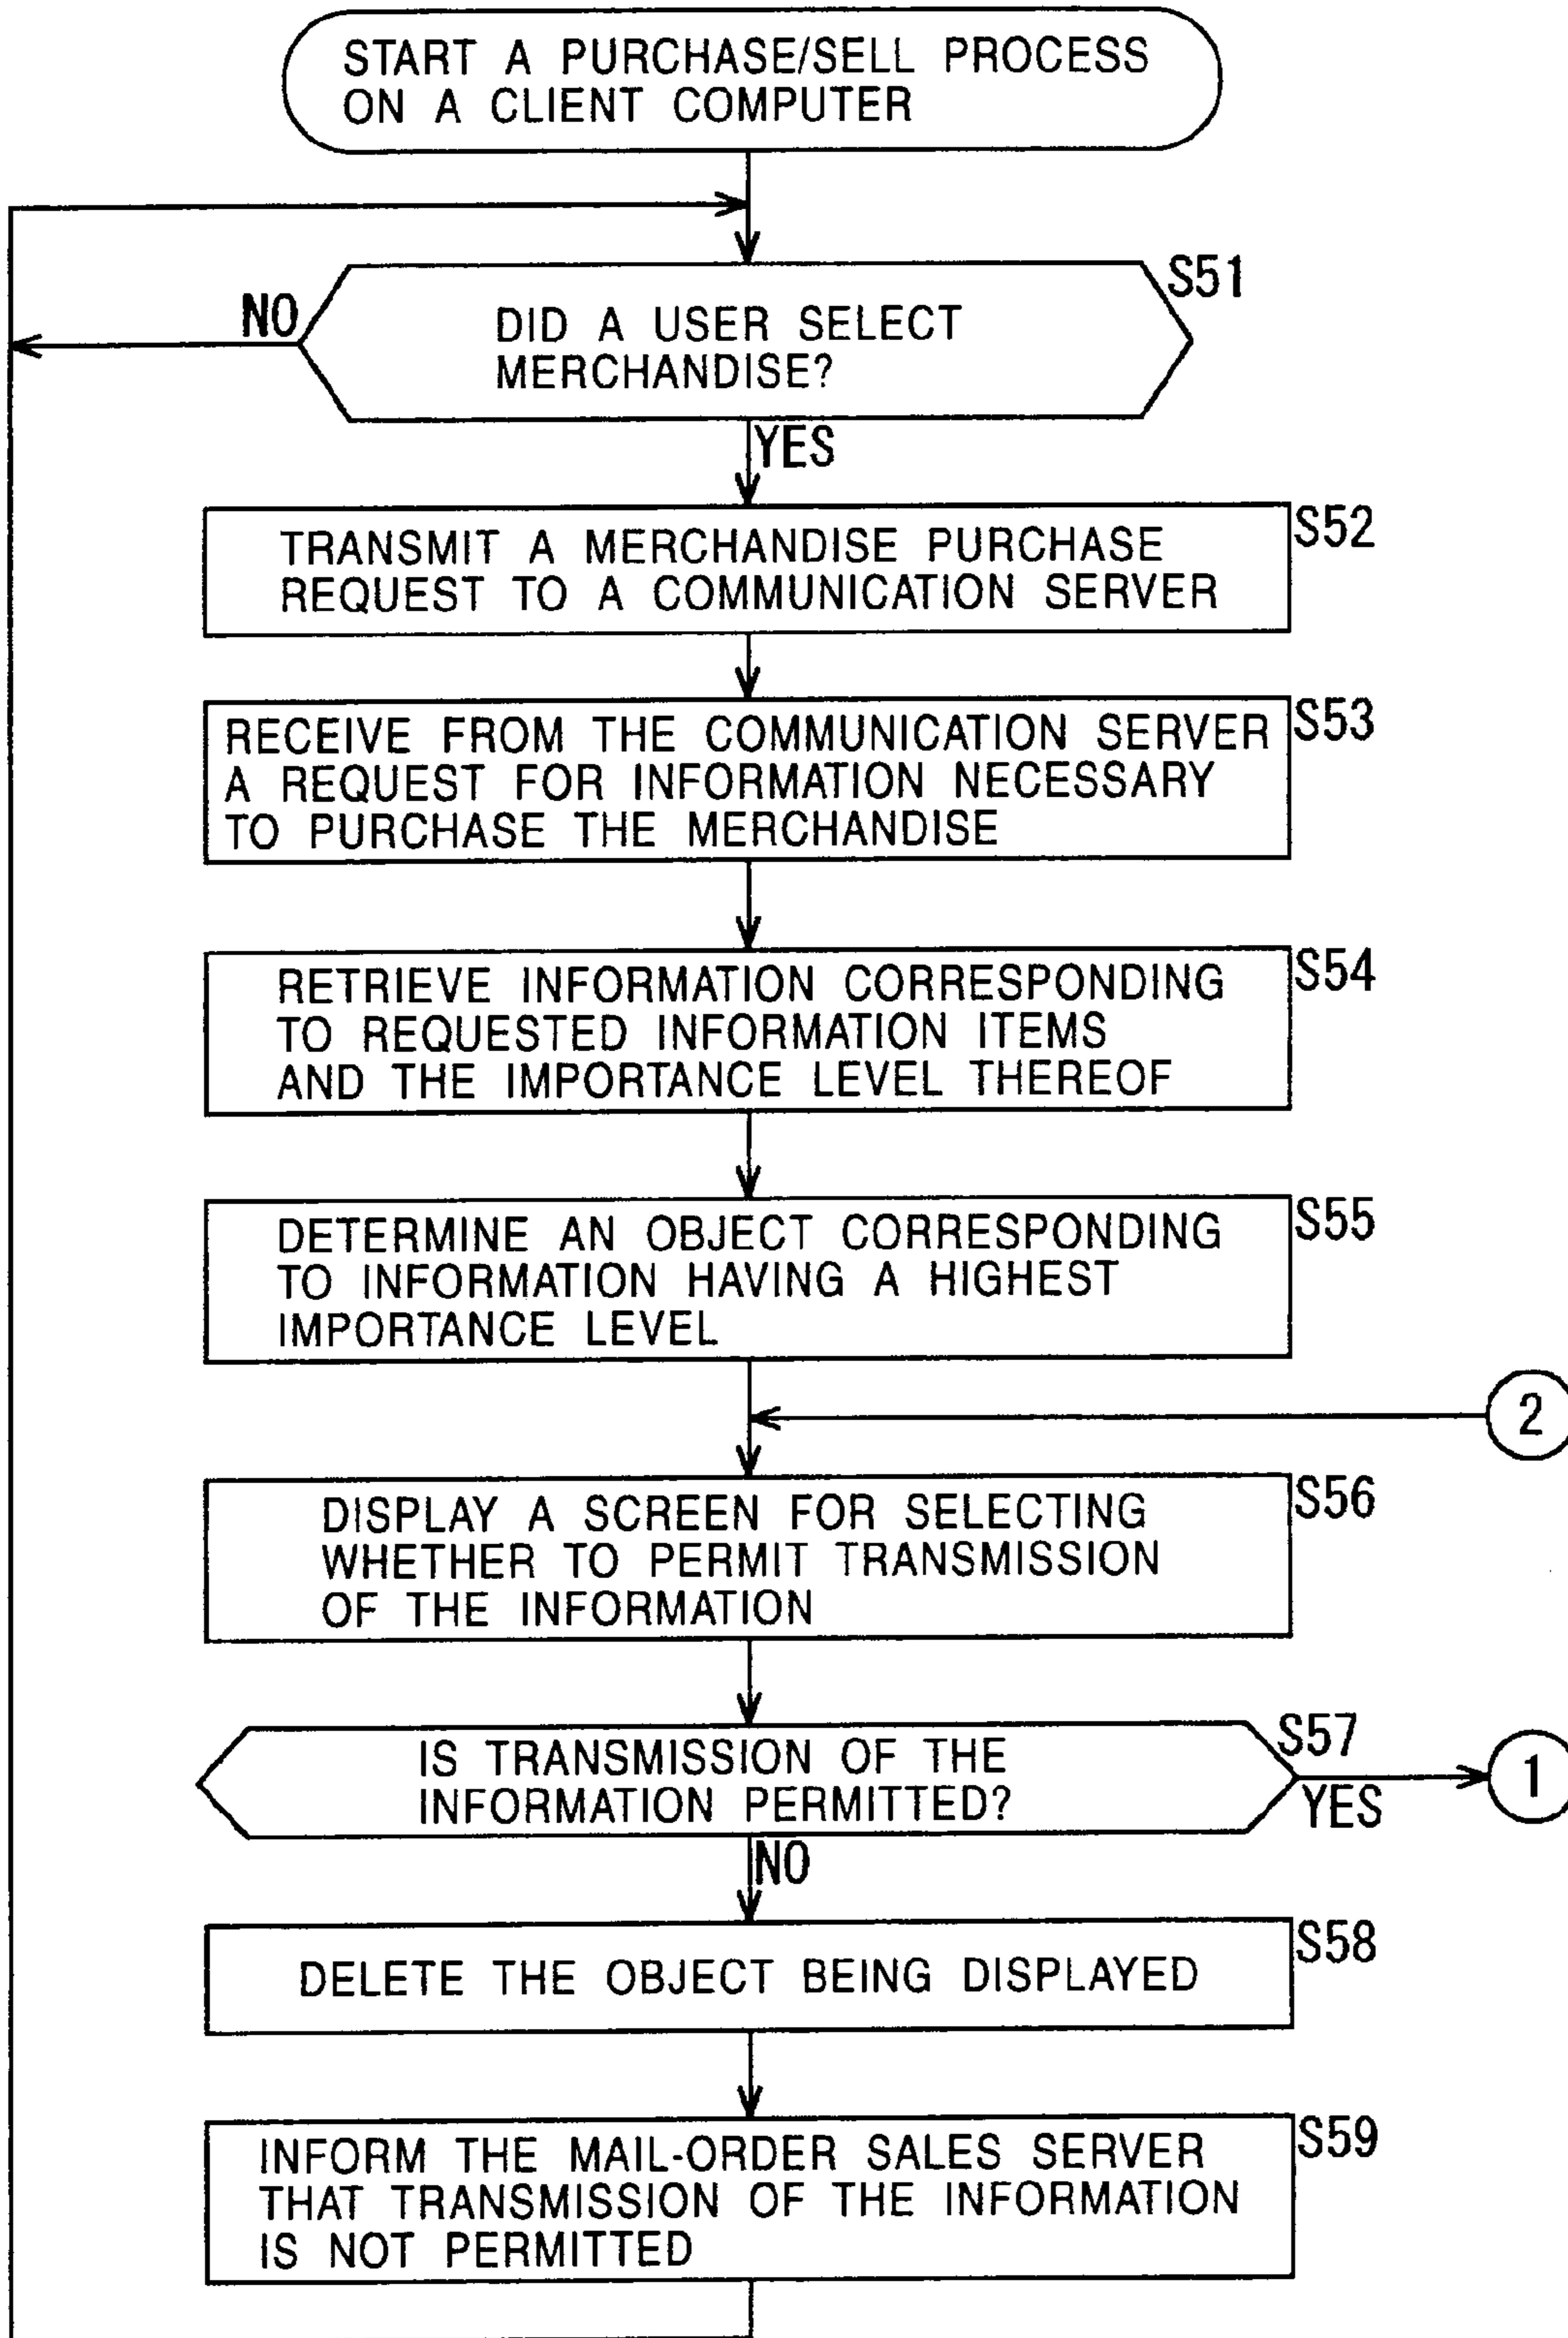 START A PURCHASE/SELL PROCESS
ON A CLIENT COMPUTER
S51
NO
DID A USER SELECT
MERCHANDISE?
YES
S52
TRANSMIT A MERCHANDISE PURCHASE
REQUEST TO A COMMUNICATION SERVER
S53
RECEIVE FROM THE COMMUNICATION SERVER
A REQUEST FOR INFORMATION NECESSARY
TO PURCHASE THE MERCHANDISE
S54
RETRIEVE INFORMATION CORRESPONDING
TO REQUESTED INFORMATION ITEMS
AND THE IMPORTANCE LEVEL THEREOF
S55
DETERMINE AN OBJECT CORRESPONDING
TO INFORMATION HAVING A HIGHEST
IMPORTANCE LEVEL
2
S56
DISPLAY A SCREEN FOR SELECTING
WHETHER TO PERMIT TRANSMISSION
OF THE INFORMATION
S57
IS TRANSMISSION OF THE
INFORMATION PERMITTED?
1
YES
NO
S58
DELETE THE OBJECT BEING DISPLAYED
S59
INFORM THE MAIL-ORDER SALES SERVER
THAT TRANSMISSION OF THE INFORMATION
IS NOT PERMITTED